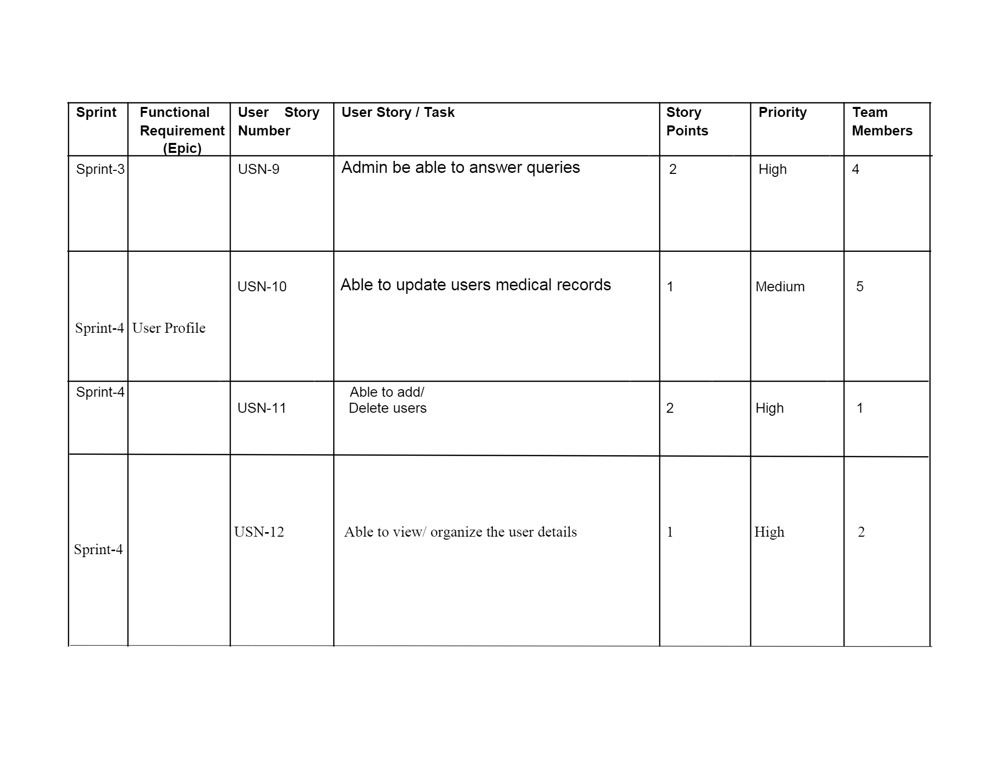 Sprint Functional Requirement (Epic) User Story Number User Story / Task Story Points Priority Team Members
Sprint-3 USN-9 Admin be able to answer queries 2 High 4
USN-10 Able to update users medical records 1 Medium 5
Sprint-4 User Profile
Sprint-4 Able to add/
USN-11 Delete users 2 High 1
USN-12 Able to view/ organize the user details 1 High 2
Sprint-4